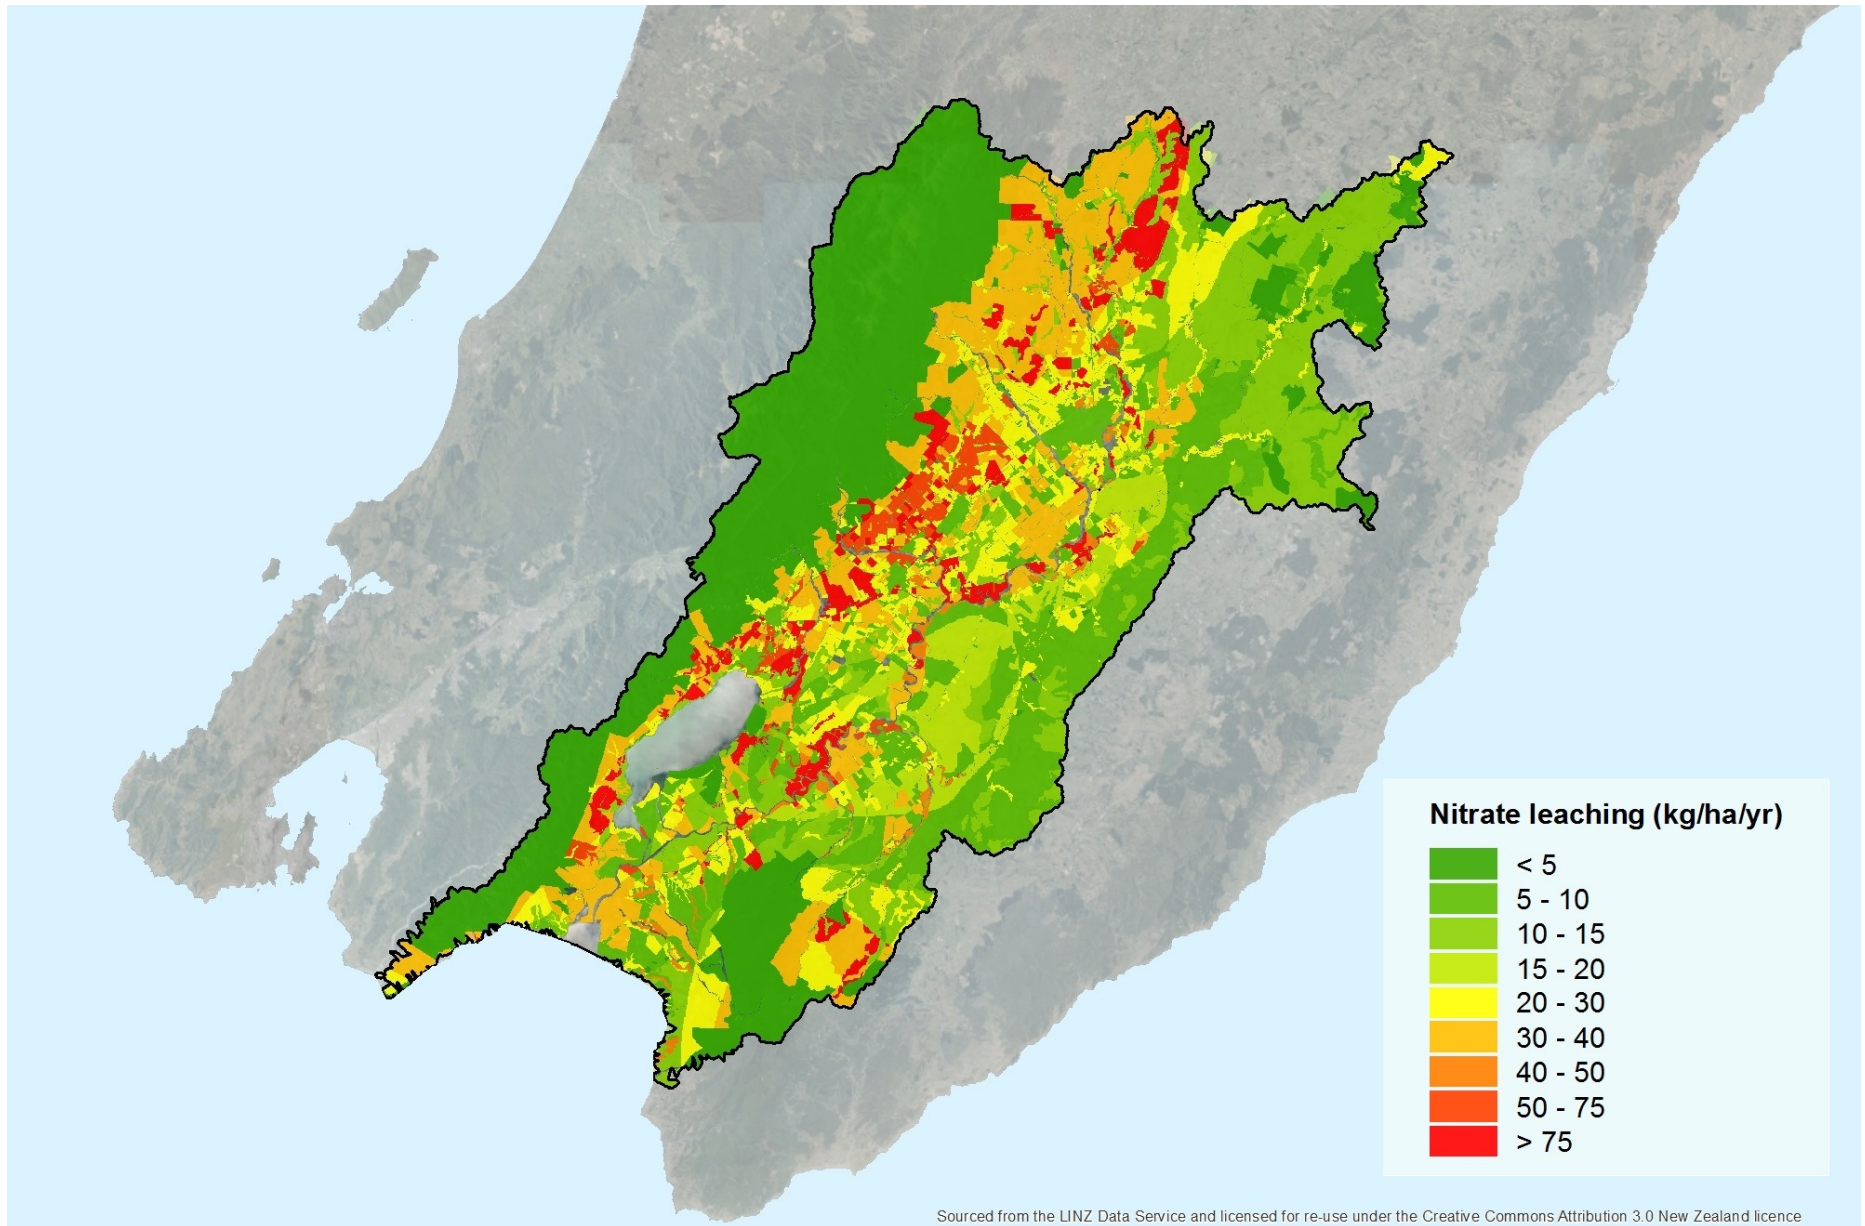 Nitrate leaching (kg/ha/yr)
< 5
5 - 10
10 - 15
15 - 20
20 - 30
30 - 40
40 - 50
50 - 75
> 75
Sourced from the LINZ Data Service and licensed for re-use under the Creative Commons Attribution 3.0 New Zealand licence